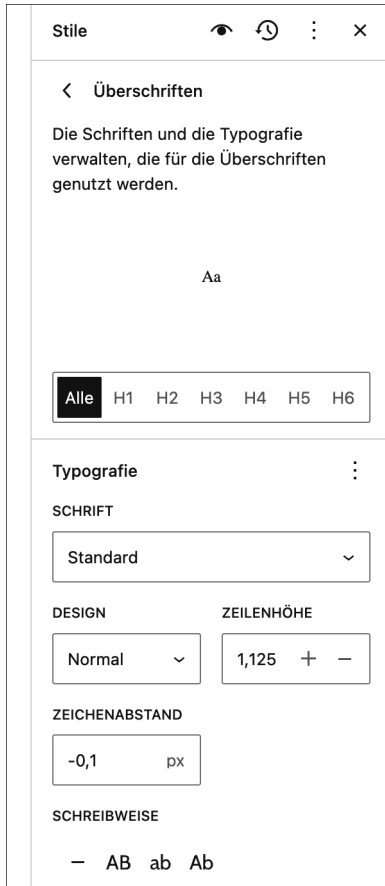 Stile
Überschriften
Die Schriften und die Typografie
verwalten, die für die Überschriften
genutzt werden.
Aa
Alle H1 H2 H3 H4 H5 H6
Typografie
SCHRIFT
Standard
DESIGN ZEILENHÖHE
Normal 1,125 + −
ZEICHENABSTAND
-0,1 px
SCHREIBWEISE
– AB ab Ab